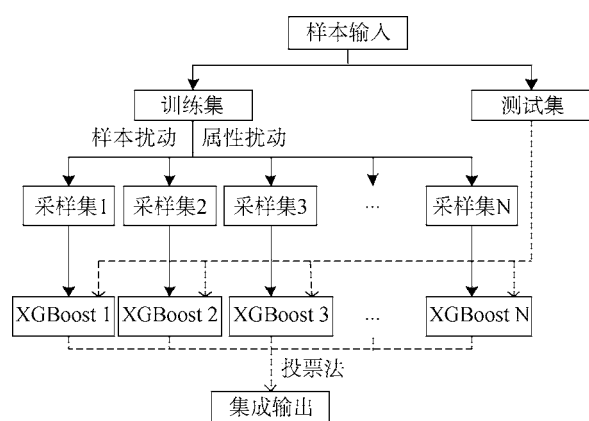 样本输入
训练集
测试集
样本扰动 属性扰动
采样集1 采样集2 采样集3 ... 采样集N
XGBoost 1 XGBoost 2 XGBoost 3 ... XGBoost N
投票法
集成输出